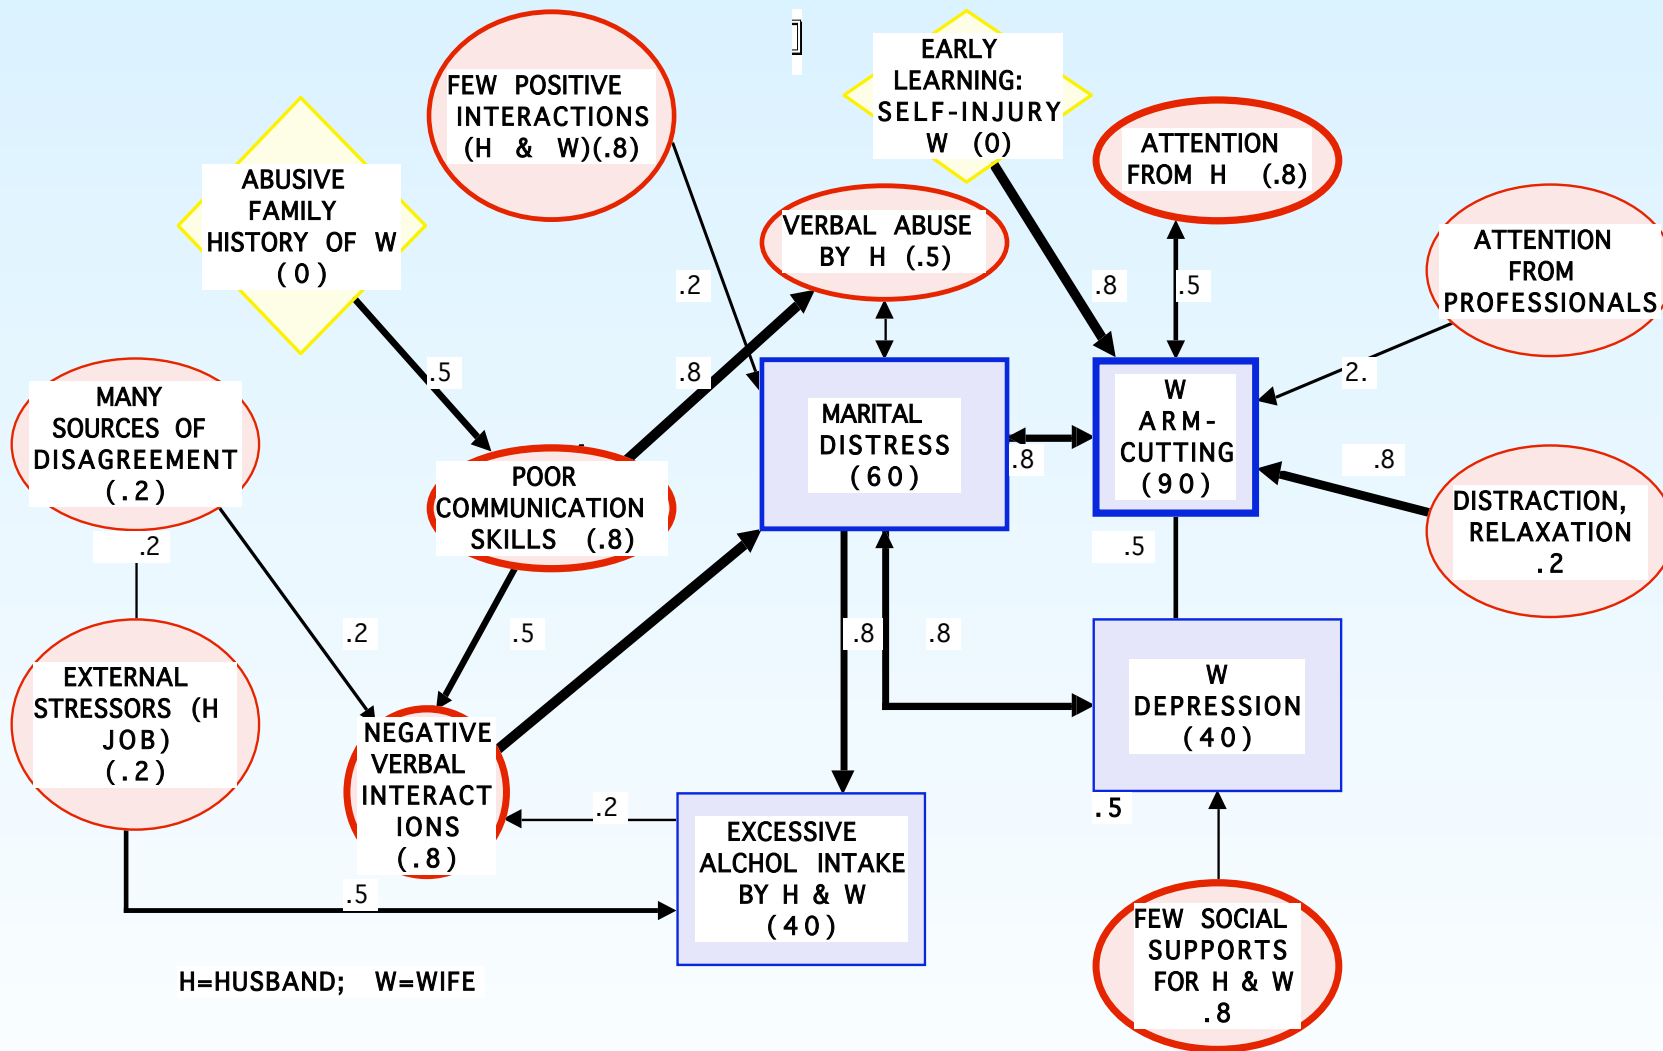 FEW POSITIVE
INTERACTIONS
(H & W)(.8)
EARLY
LEARNING:
SELF-INJURY
W (0)
ATTENTION
FROM H (.8)
ABUSIVE
FAMILY
HISTORY OF W
(0)
VERBAL ABUSE
BY H (.5)
ATTENTION
FROM
PROFESSIONALS
.2
.8
.5
.5
.8
2.
MANY
SOURCES OF
DISAGREEMENT
(.2)
POOR
COMMUNICATION
SKILLS (.8)
MARITAL
DISTRESS
(60)
.8
W
ARM-
CUTTING
(90)
.8
DISTRACTION,
RELAXATION
.2
.2
.5
.2
.5
.8
.8
EXTERNAL
STRESSORS (H
JOB)
(.2)
NEGATIVE
VERBAL
INTERACT
IONS
(.8)
W
DEPRESSION
(40)
.2
.5
EXCESSIVE
ALCHOL INTAKE
BY H & W
(40)
.5
FEW SOCIAL
SUPPORTS
FOR H & W
.8
H=HUSBAND; W=WIFE